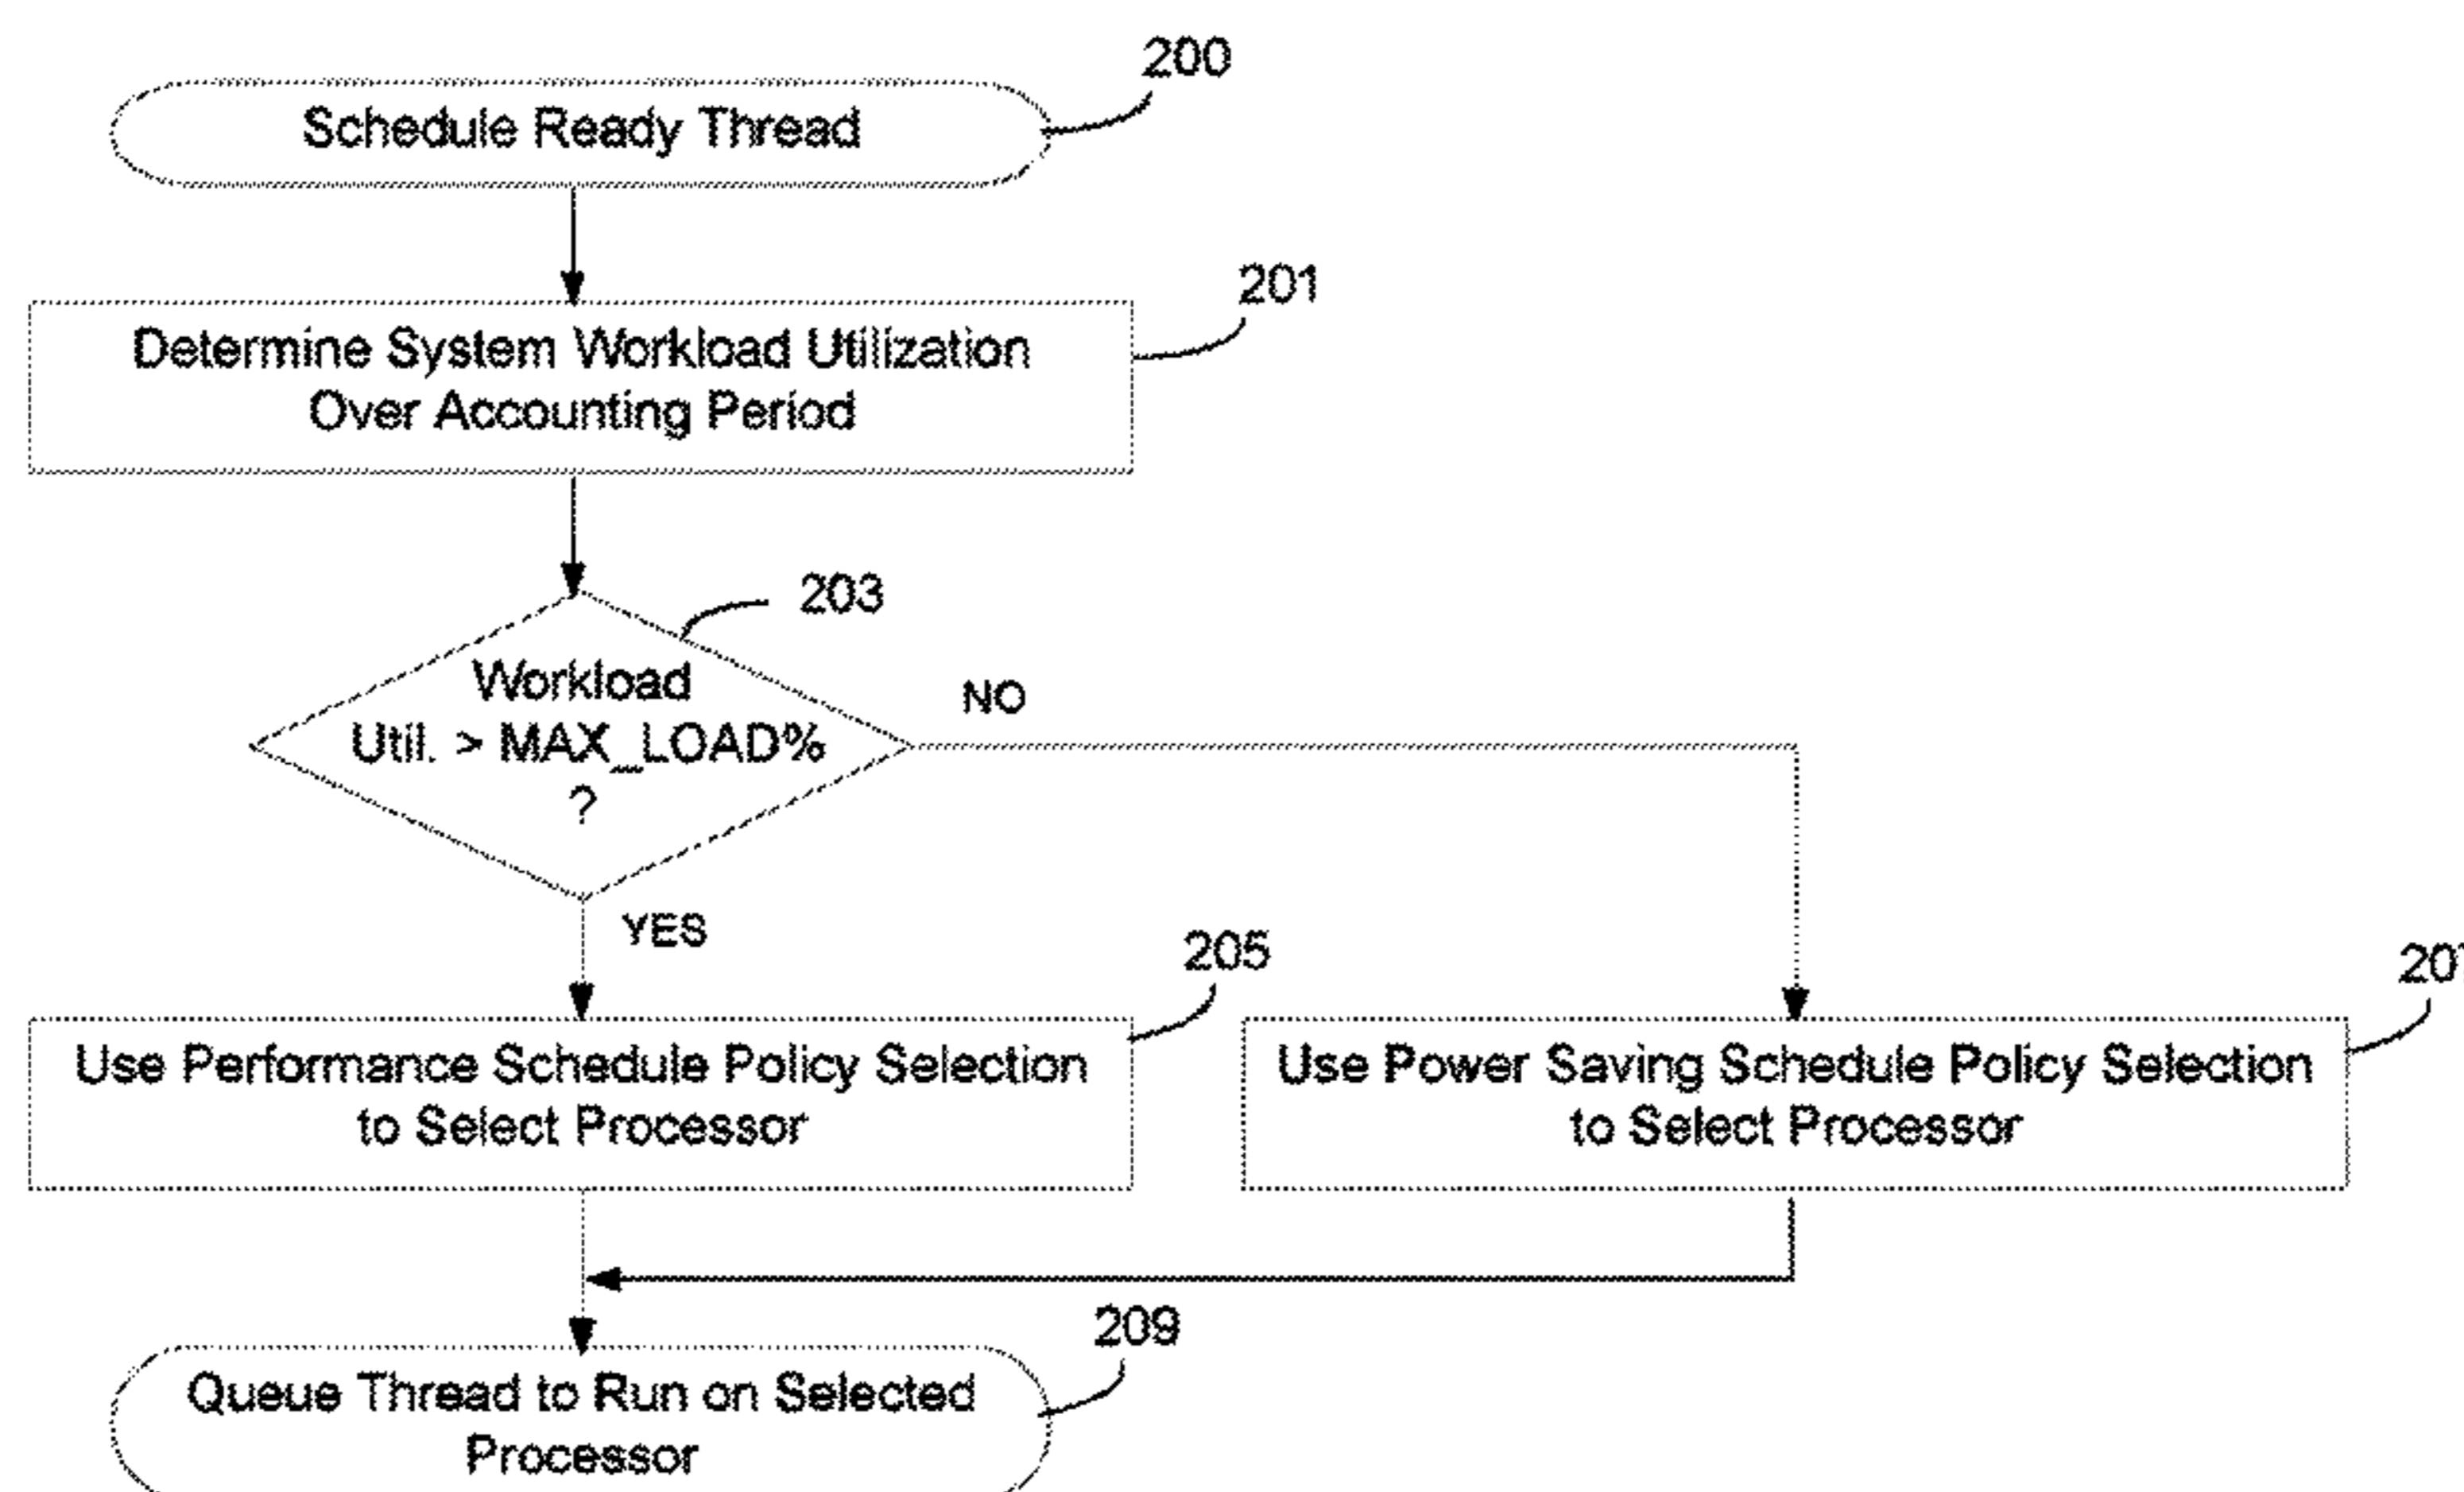 200
Schedule Ready Thread
201
Determine System Workload Utilization
Over Accounting Period
203
Workload
Util. > MAX_LOAD%
?
NO
YES
205
Use Performance Schedule Policy Selection
to Select Processor
207
Use Power Saving Schedule Policy Selection
to Select Processor
209
Queue Thread to Run on Selected
Processor